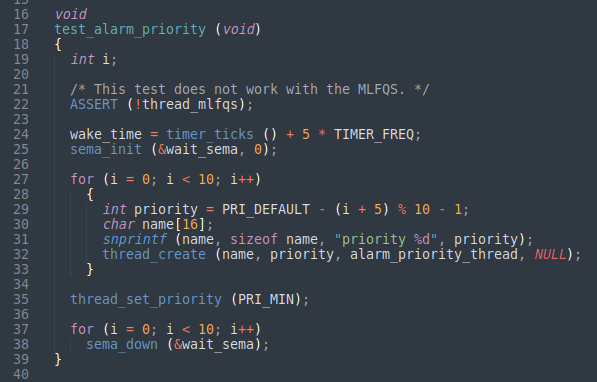 15
16 void
17 test_alarm_priority (void)
18 {
19 int i;
20
21 /* This test does not work with the MLFQS. */
22 ASSERT (!thread_mlfqs);
23
24 wake_time = timer_ticks () + 5 * TIMER_FREQ;
25 sema_init (&wait_sema, 0);
26
27 for (i = 0; i < 10; i++)
28 {
29 int priority = PRI_DEFAULT - (i + 5) % 10 - 1;
30 char name[16];
31 snprintf (name, sizeof name, "priority %d", priority);
32 thread_create (name, priority, alarm_priority_thread, NULL);
33 }
34
35 thread_set_priority (PRI_MIN);
36
37 for (i = 0; i < 10; i++)
38 sema_down (&wait_sema);
39 }
40